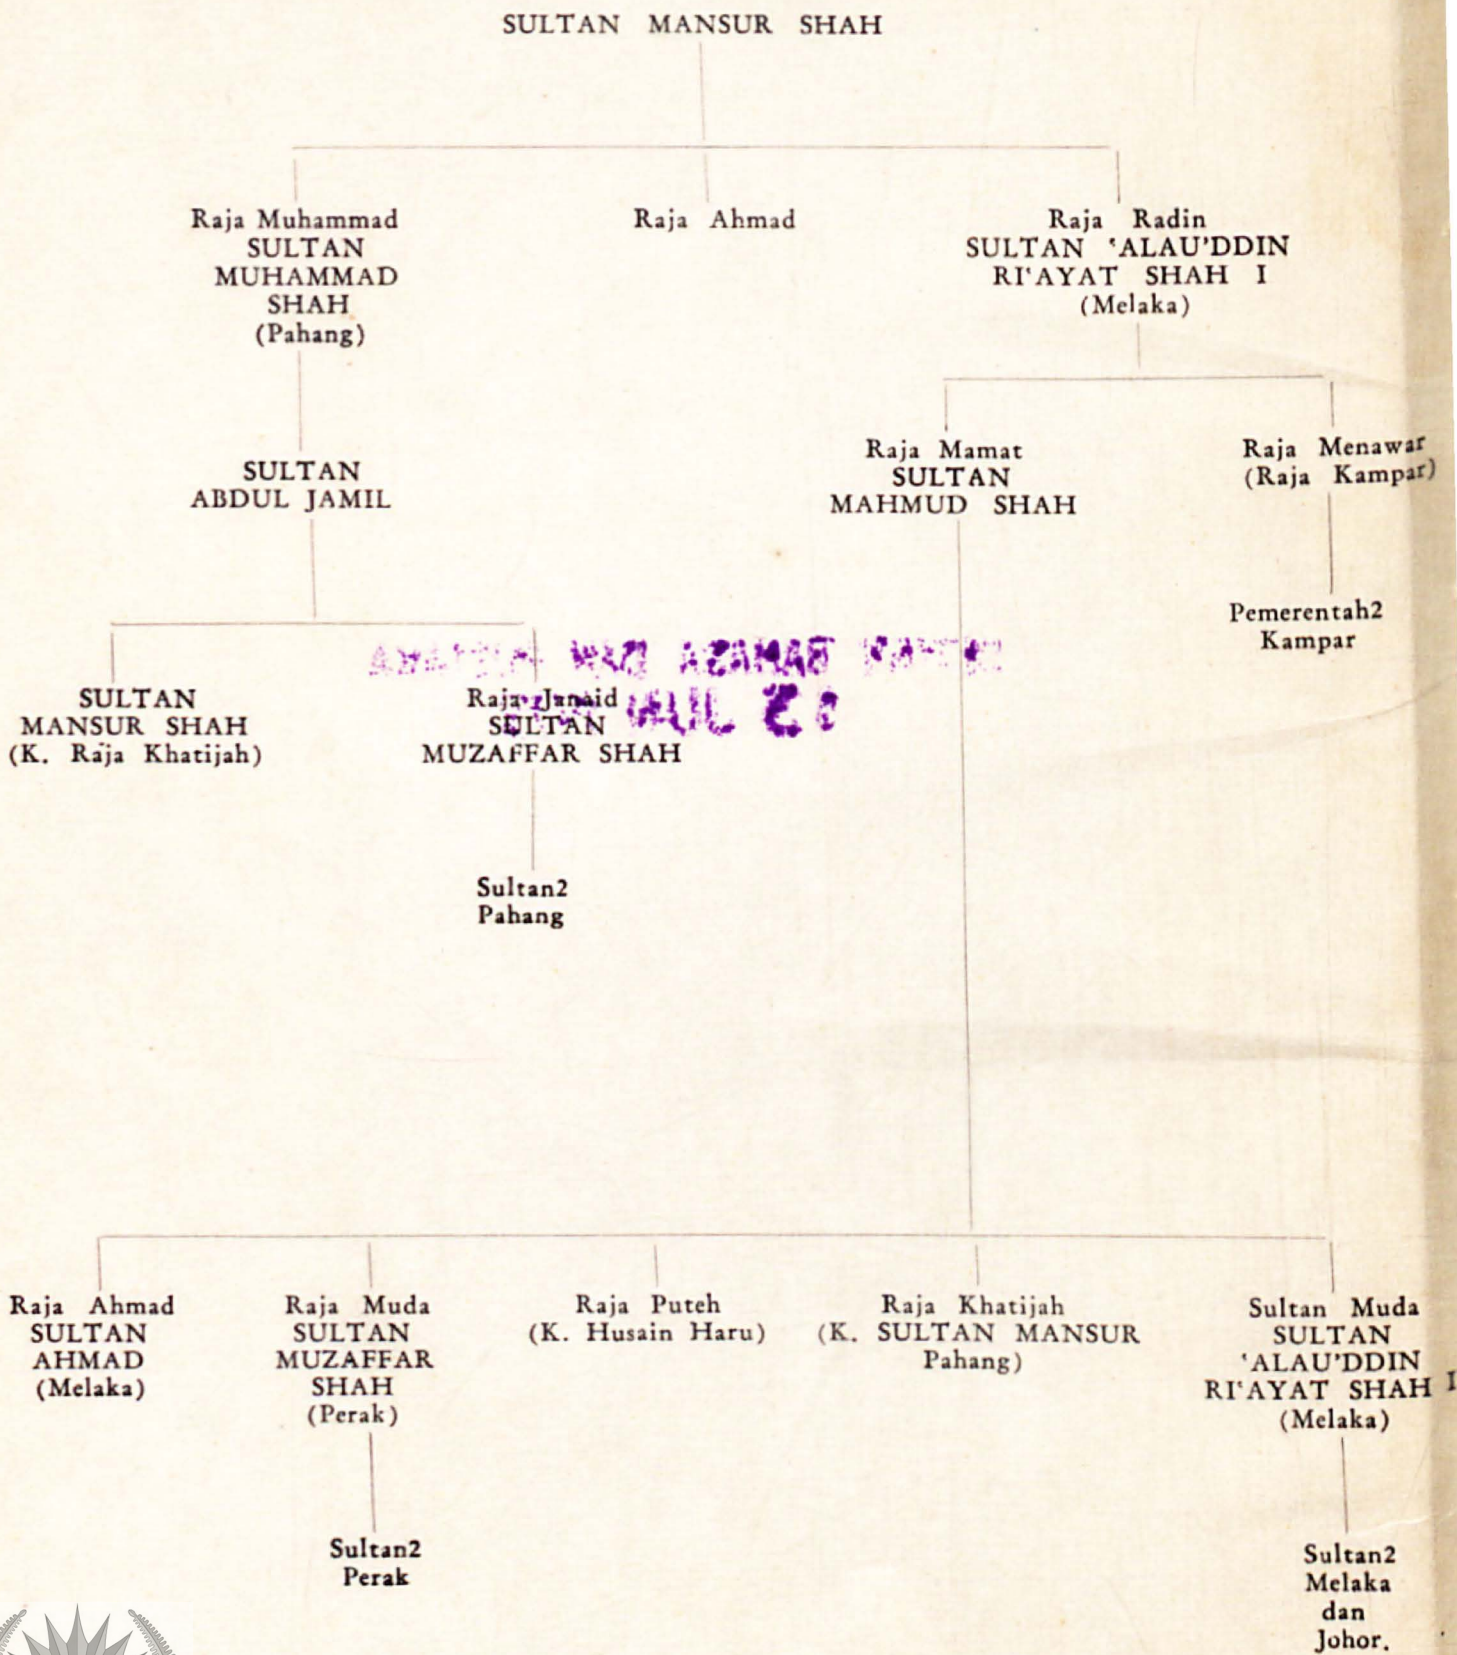 SULTAN MANSUR SHAH
Raja Muhammad
SULTAN
MUHAMMAD
SHAH
(Pahang)
Raja Ahmad
Raja Radin
SULTAN ‘ALAU’DDIN
RI‘AYAT SHAH I
(Melaka)
SULTAN
ABDUL JAMIL
Raja Mamat
SULTAN
MAHMUD SHAH
Raja Menawar
(Raja Kampar)
Pemerentah2
Kampar
SULTAN
MANSUR SHAH
(K. Raja Khatijah)
Raja Janaid
SULTAN
MUZAFFAR SHAH
Sultan2
Pahang
Raja Ahmad
SULTAN
AHMAD
(Melaka)
Raja Muda
SULTAN
MUZAFFAR
SHAH
(Perak)
Raja Puteh
(K. Husain Haru)
Raja Khatijah
(K. SULTAN MANSUR
Pahang)
Sultan Muda
SULTAN
‘ALAU’DDIN
RI‘AYAT SHAH I
(Melaka)
Sultan2
Perak
Sultan2
Melaka
dan
Johor.